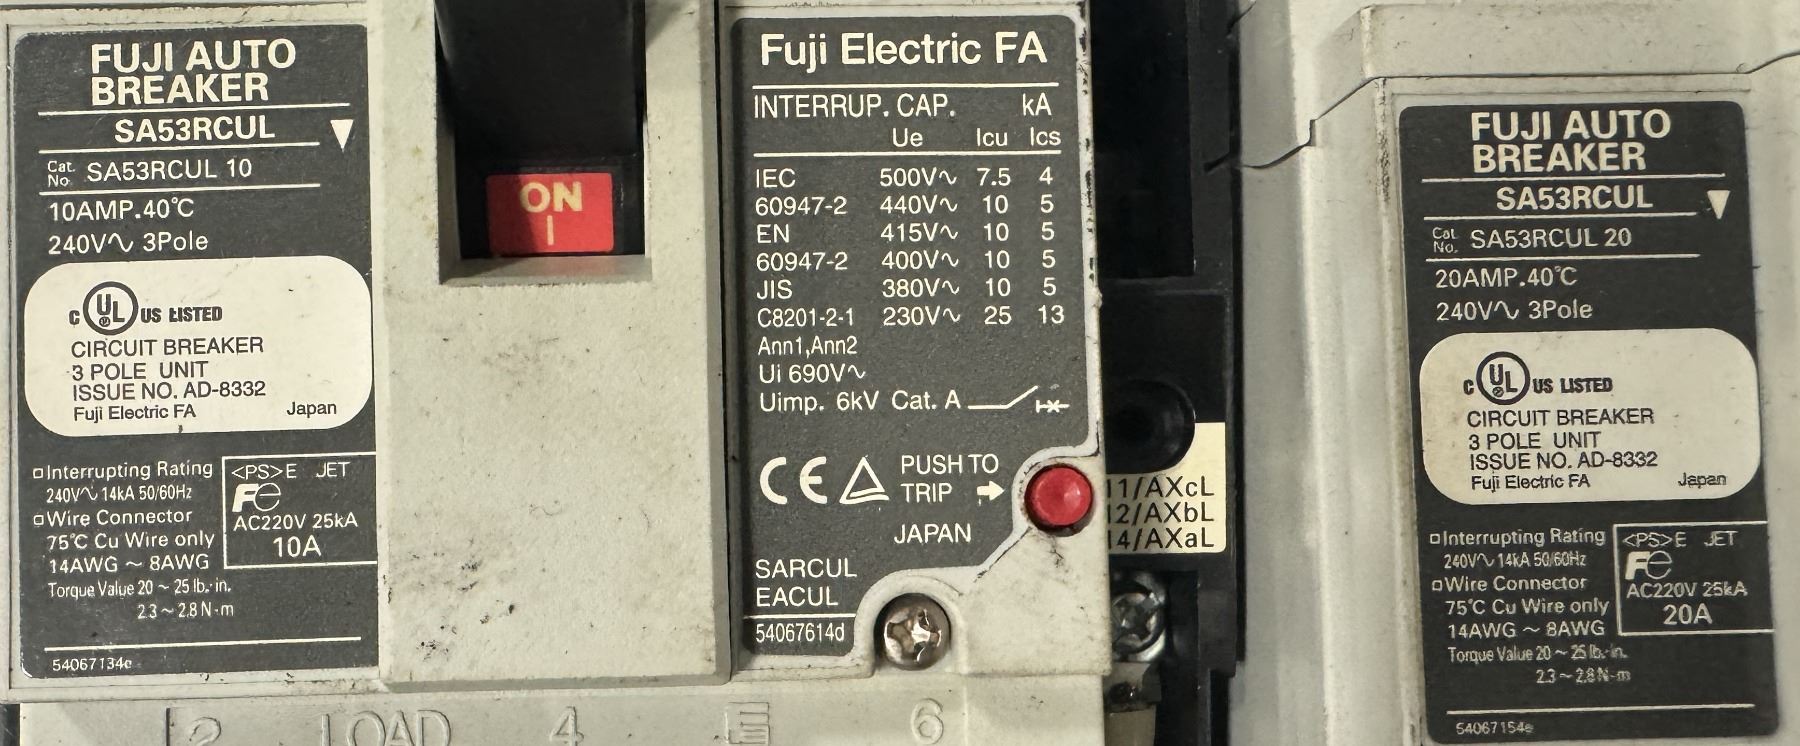 FUJI AUTO
BREAKER
SA53RCUL ▼
Cat. No. SA53RCUL 10
10AMP.40℃
240V∿ 3Pole
c UL US LISTED
CIRCUIT BREAKER
3 POLE UNIT
ISSUE NO. AD-8332
Fuji Electric FA Japan
□Interrupting Rating
240V∿ 14kA 50/60Hz
□Wire Connector
75℃ Cu Wire only
14AWG ~ 8AWG
Torque Value 20 ~ 25 lb.-in.
2.3 ~ 2.8 N-m
<PS>E JET
Fe
AC220V 25kA
10A
54067134e
ON
|
2 LOAD 4 6
Fuji Electric FA
INTERRUP. CAP. kA
Ue Icu Ics
IEC 500V∿ 7.5 4
60947-2 440V∿ 10 5
EN 415V∿ 10 5
60947-2 400V∿ 10 5
JIS 380V∿ 10 5
C8201-2-1 230V∿ 25 13
Ann1,Ann2
Ui 690V∿
Uimp. 6kV Cat. A
CE
PUSH TO
TRIP
JAPAN
SARCUL
EACUL
54067614d
11/AXcL
12/AXbL
14/AXaL
FUJI AUTO
BREAKER
SA53RCUL ▼
Cat. No. SA53RCUL 20
20AMP.40℃
240V∿ 3Pole
c UL US LISTED
CIRCUIT BREAKER
3 POLE UNIT
ISSUE NO. AD-8332
Fuji Electric FA Japan
□Interrupting Rating
240V∿ 14kA 50/60Hz
□Wire Connector
75℃ Cu Wire only
14AWG ~ 8AWG
Torque Value 20 ~ 25 lb.-in.
2.3 ~ 2.8 N-m
<PS>E JET
Fe
AC220V 25kA
20A
54067154e